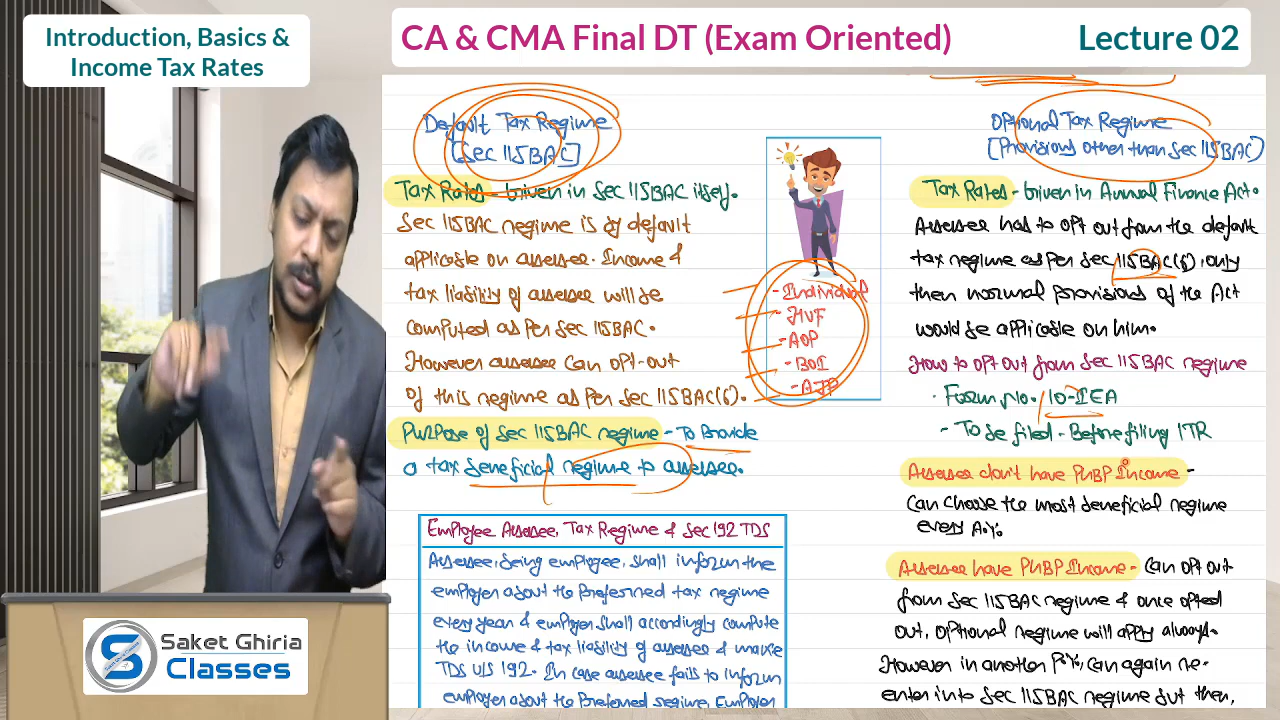 Introduction, Basics &
Income Tax Rates
CA & CMA Final DT (Exam Oriented)
Lecture 02
Default Tax Regime
[Sec 115BAC]
Tax Rates - Given in Sec 115BAC itself.
Sec 115BAC regime is by default
applicable on assessee. Income &
tax liability of assessee will be
computed as per Sec 115BAC.
However assessee can opt-out
of this regime as per Sec 115BAC(6).
Purpose of Sec 115BAC regime - To Provide
a tax beneficial regime to assessee.
Employee Assessee, Tax Regime & Sec 192 TDS
Assessee, being employee, shall inform the
employer about the Preferred tax regime
every year & employer shall accordingly compute
the income & tax liability of assessee & make
TDS U/S 192. In case assessee fails to inform
employer about the Preferred regime, Employer
- Individual
- HUF
- AOP
- BOI
- AJP
Optional Tax Regime
[Provisions other than Sec 115BAC]
Tax Rates - Given in Annual Finance Act.
Assessee has to opt out from the default
tax regime as per Sec 115BAC(6), only
then normal provisions of the Act
would be applicable on him.
How to opt out from Sec 115BAC regime
- Form no. 10-IEA
- To be filed - Before filing ITR
Assessee don't have PGBP Income -
Can choose the most beneficial regime
every A.Y.
Assessee have PGBP Income - Can opt out
from Sec 115BAC regime & once opted
out, optional regime will apply always.
However in another P.Y. can again re-
enter into Sec 115BAC regime but then,
Saket Ghiria
Classes